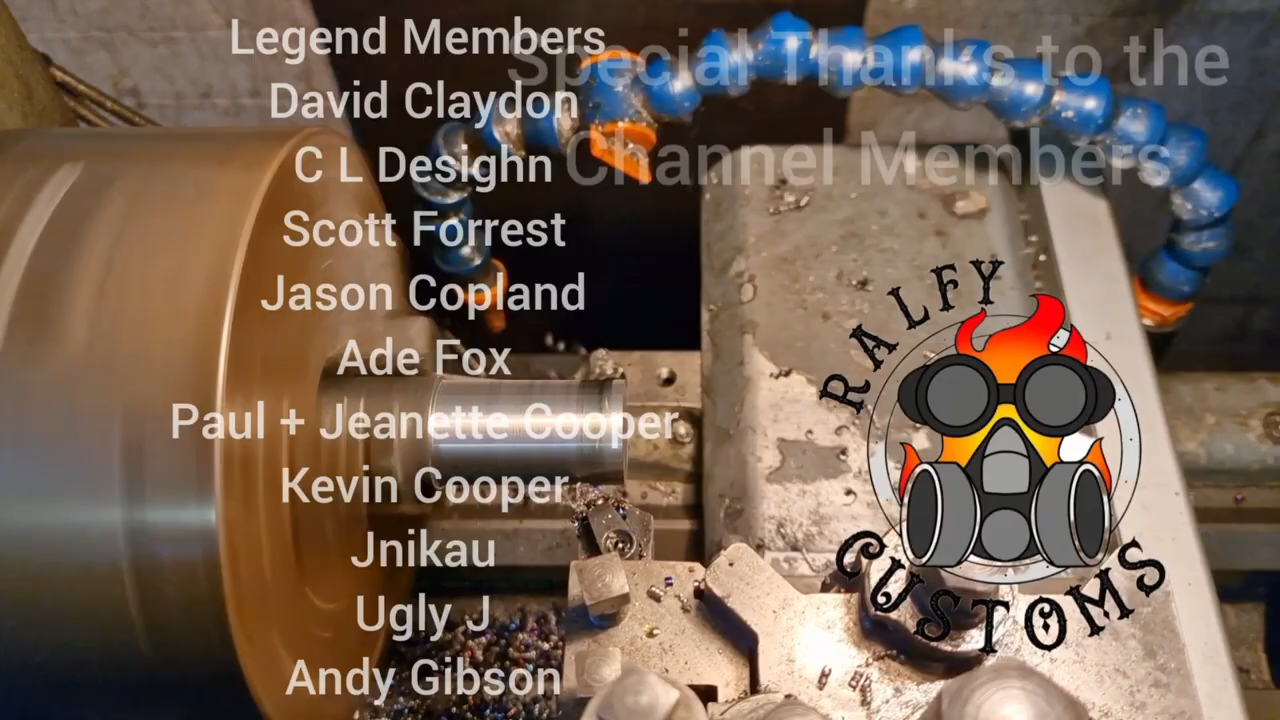 Legend Members
David Claydon
C L Desighn
Scott Forrest
Jason Copland
Ade Fox
Paul + Jeanette Cooper
Kevin Cooper
Jnikau
Ugly J
Andy Gibson
Special Thanks to the
Channel Members
RALFY
CUSTOMS